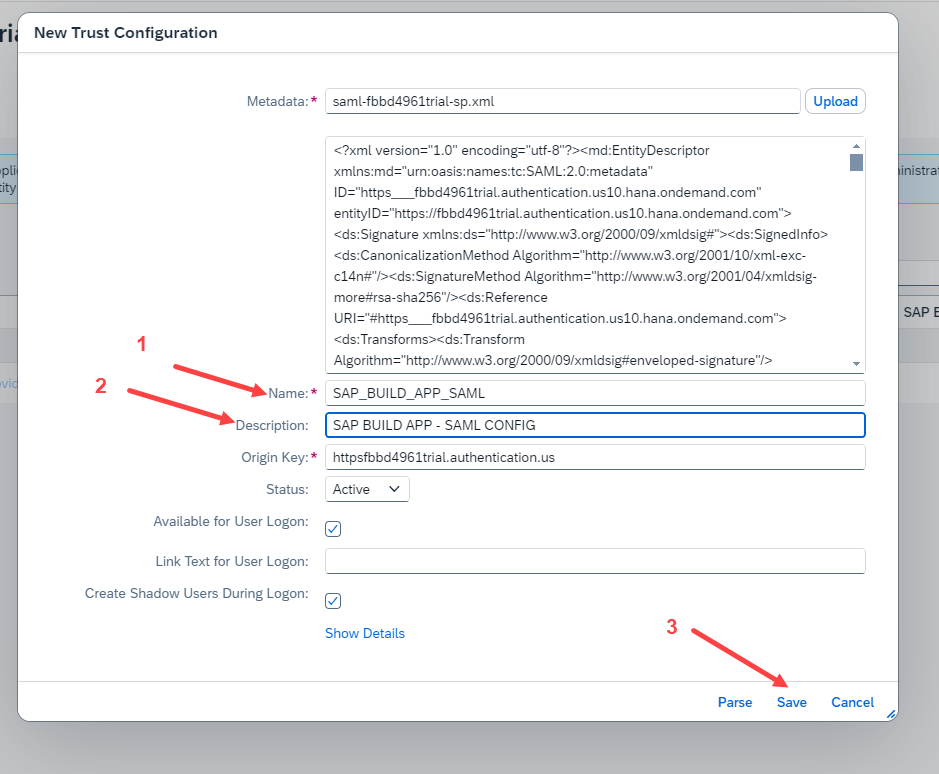 New Trust Configuration
Metadata:* saml-fbbd4961trial-sp.xml Upload
<?xml version="1.0" encoding="utf-8"?><md:EntityDescriptor
xmlns:md="urn:oasis:names:tc:SAML:2.0:metadata"
ID="https___fbbd4961trial.authentication.us10.hana.ondemand.com"
entityID="https://fbbd4961trial.authentication.us10.hana.ondemand.com">
<ds:Signature xmlns:ds="http://www.w3.org/2000/09/xmldsig#"><ds:SignedInfo>
<ds:CanonicalizationMethod Algorithm="http://www.w3.org/2001/10/xml-exc-
c14n#"/><ds:SignatureMethod Algorithm="http://www.w3.org/2001/04/xmldsig-
more#rsa-sha256"/><ds:Reference
URI="#https___fbbd4961trial.authentication.us10.hana.ondemand.com">
<ds:Transforms><ds:Transform
Algorithm="http://www.w3.org/2000/09/xmldsig#enveloped-signature"/>
1
Name:* SAP_BUILD_APP_SAML
2
Description: SAP BUILD APP - SAML CONFIG
Origin Key:* httpsfbbd4961trial.authentication.us
Status: Active
Available for User Logon:
Link Text for User Logon:
Create Shadow Users During Logon:
Show Details
3
Parse Save Cancel
SAP